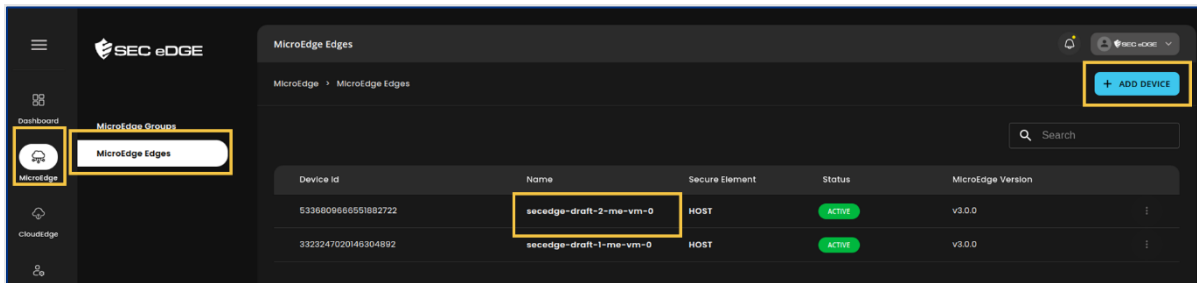 SEC eDGE
MicroEdge Edges
SEC eDGE
MicroEdge > MicroEdge Edges
+ ADD DEVICE
Dashboard
MicroEdge Groups
MicroEdge Edges
MicroEdge
CloudEdge
Search
Device Id Name Secure Element Status MicroEdge Version
5336809666551882722 secedge-draft-2-me-vm-0 HOST ACTIVE v3.0.0
3323247020146304892 secedge-draft-1-me-vm-0 HOST ACTIVE v3.0.0